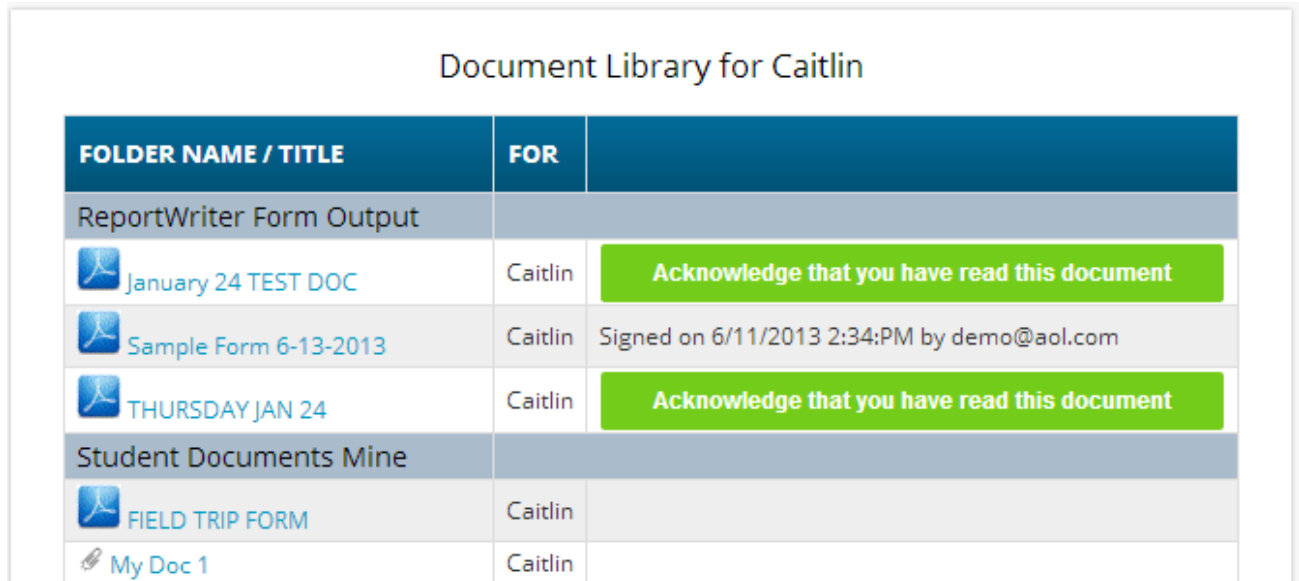 Document Library for Caitlin
FOLDER NAME / TITLE FOR
ReportWriter Form Output
January 24 TEST DOC Caitlin Acknowledge that you have read this document
Sample Form 6-13-2013 Caitlin Signed on 6/11/2013 2:34:PM by demo@aol.com
THURSDAY JAN 24 Caitlin Acknowledge that you have read this document
Student Documents Mine
FIELD TRIP FORM Caitlin
My Doc 1 Caitlin